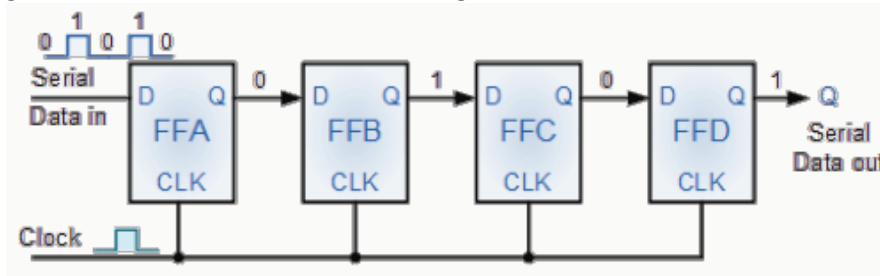 0 1 0 1 0
Serial
Data in
D Q
FFA
CLK
0
D Q
FFB
CLK
1
D Q
FFC
CLK
0
D Q
FFD
CLK
1
Q
Serial
Data out
Clock